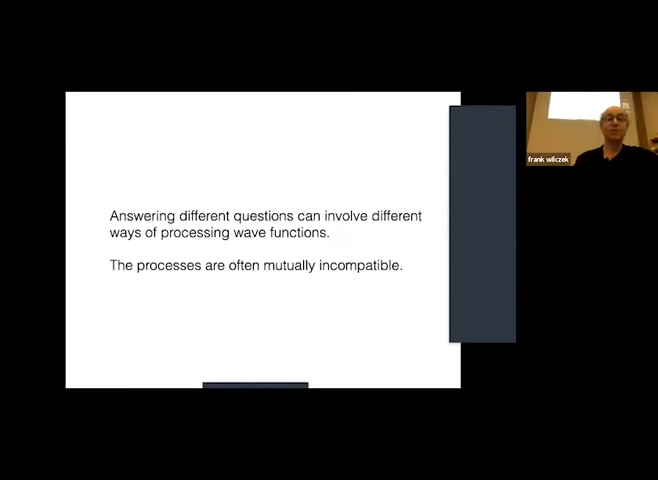 Answering different questions can involve different
ways of processing wave functions.
The processes are often mutually incompatible.
frank wilczek